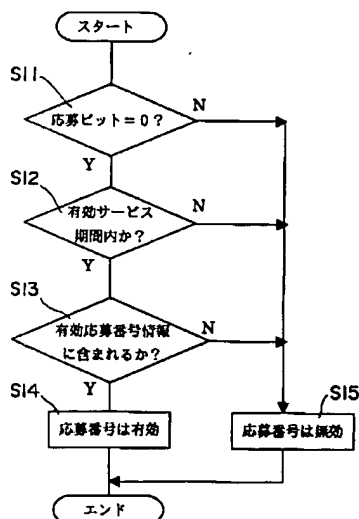 スタート
S11
応募ビット=0?
N
Y
S12
有効サービス
期間内か?
N
Y
S13
有効応募番号情報
に含まれるか?
N
Y
S14
応募番号は有効
S15
応募番号は無効
エンド